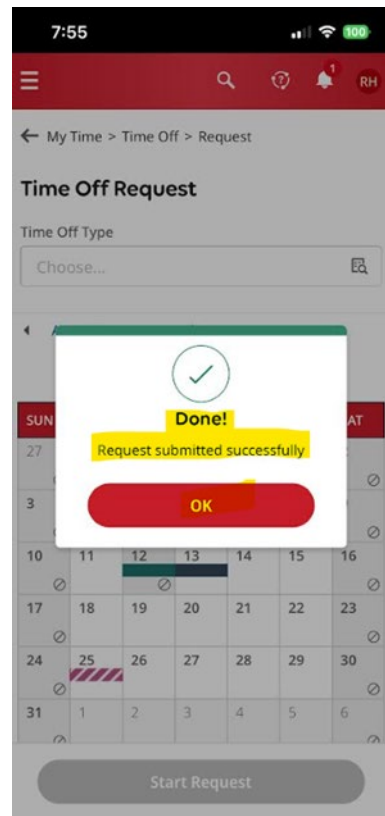 7:55
100
1
RH
← My Time > Time Off > Request
Time Off Request
Time Off Type
Choose...
Done!
Request submitted successfully
OK
SUN
AT
27
3
10 11 12 13 14 15 16
17 18 19 20 21 22 23
24 25 26 27 28 29 30
31 1 2 3 4 5 6
Start Request